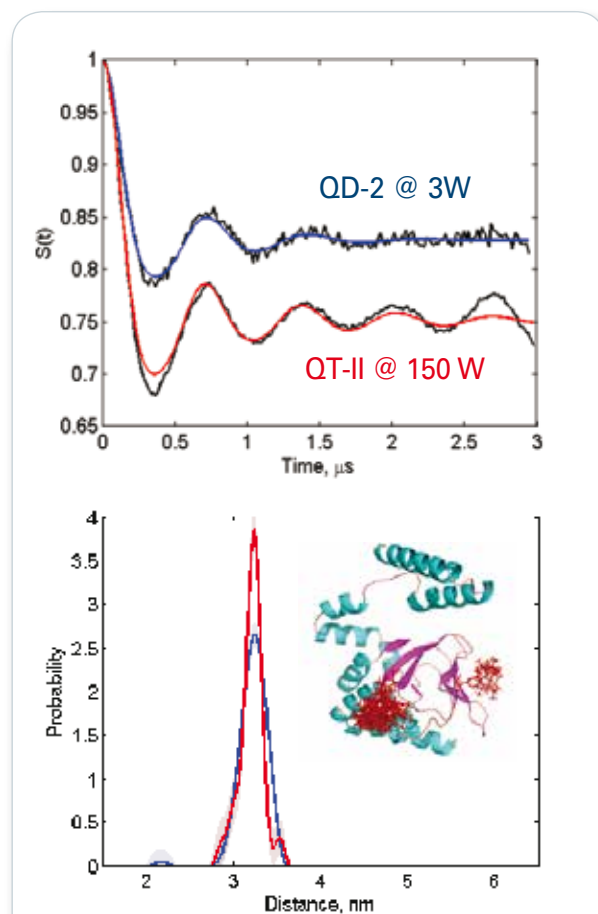 1
0.95
0.9
0.85
0.8
0.75
0.7
0.65
S(t)
QD-2 @ 3W
QT-II @ 150 W
0 0.5 1 1.5 2 2.5 3
Time, μs
4
3.5
3
2.5
2
1.5
1
0.5
0
Probability
2 3 4 5 6
Distance, nm